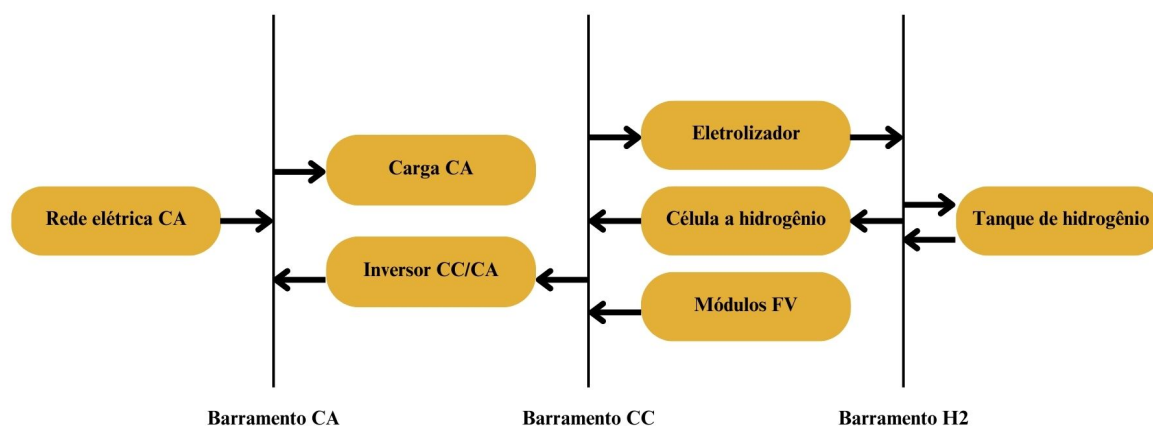 Eletrolizador
Carga CA
Rede elétrica CA
Célula a hidrogênio
Tanque de hidrogênio
Inversor CC/CA
Módulos FV
Barramento CA
Barramento CC
Barramento H2